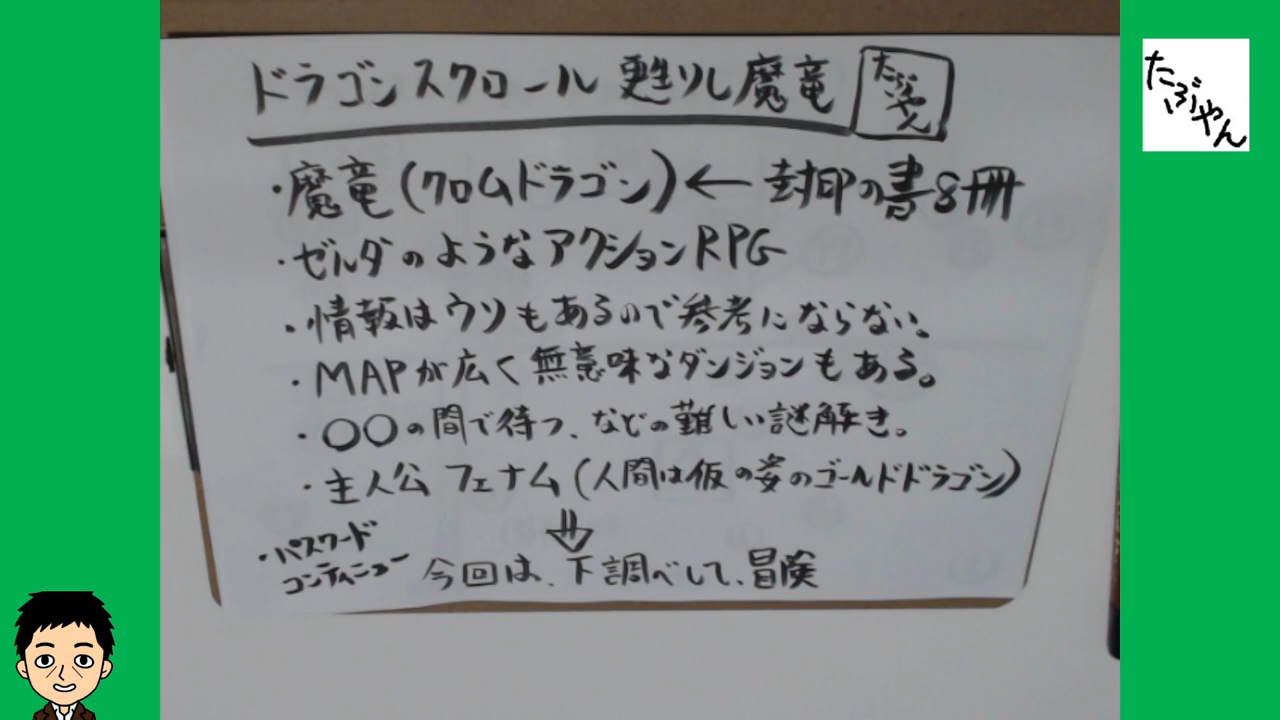 ドラゴンスクロール 甦りし魔竜
たぶやん
・魔竜(クロムドラゴン)← 封印の書8冊
・ゼルダのようなアクションRPG
・情報はウソもあるので参考にならない。
・MAPが広く無意味なダンジョンもある。
・〇〇の間で待つ、などの難しい謎解き。
・主人公 フェナム(人間は仮の姿のゴールドドラゴン)
⇓
・パスワード
コンティニュー
今回は、下調べして、冒険
たぶやん